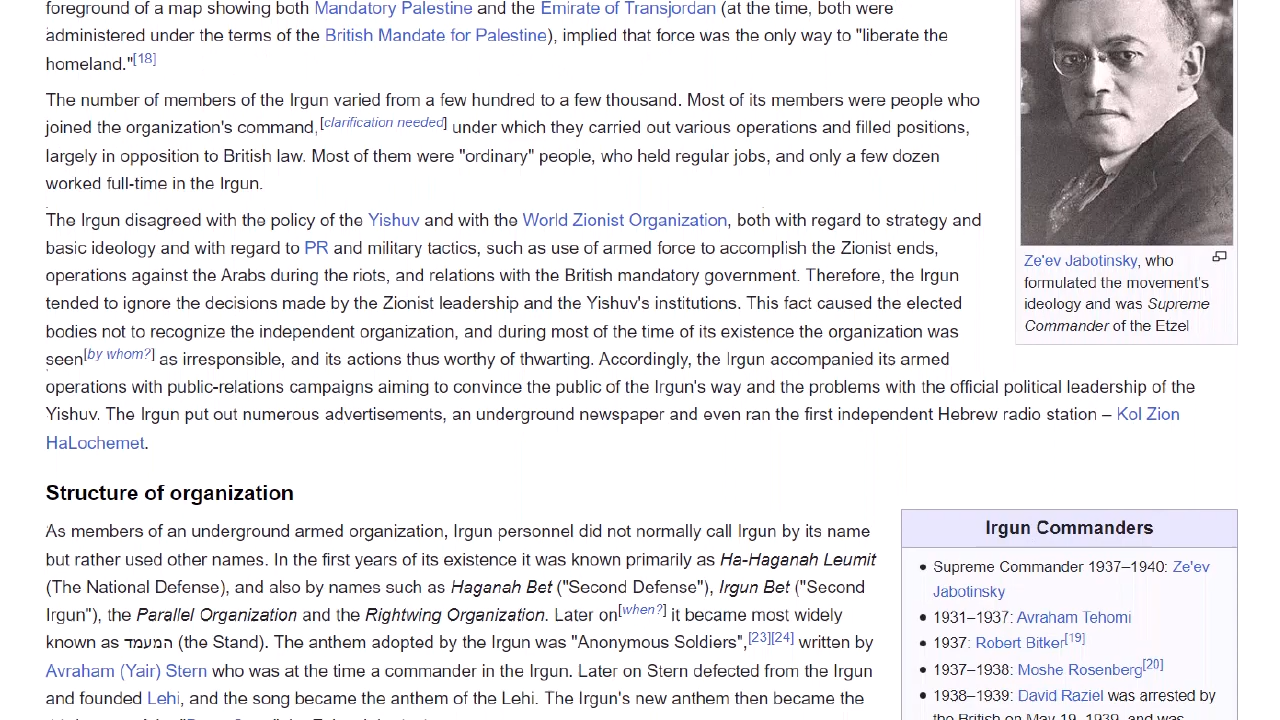 foreground of a map showing both Mandatory Palestine and the Emirate of Transjordan (at the time, both were
administered under the terms of the British Mandate for Palestine), implied that force was the only way to "liberate the
homeland."[18]
The number of members of the Irgun varied from a few hundred to a few thousand. Most of its members were people who
joined the organization's command,[clarification needed] under which they carried out various operations and filled positions,
largely in opposition to British law. Most of them were "ordinary" people, who held regular jobs, and only a few dozen
worked full-time in the Irgun.
The Irgun disagreed with the policy of the Yishuv and with the World Zionist Organization, both with regard to strategy and
basic ideology and with regard to PR and military tactics, such as use of armed force to accomplish the Zionist ends,
operations against the Arabs during the riots, and relations with the British mandatory government. Therefore, the Irgun
tended to ignore the decisions made by the Zionist leadership and the Yishuv's institutions. This fact caused the elected
bodies not to recognize the independent organization, and during most of the time of its existence the organization was
seen[by whom?] as irresponsible, and its actions thus worthy of thwarting. Accordingly, the Irgun accompanied its armed
operations with public-relations campaigns aiming to convince the public of the Irgun's way and the problems with the official political leadership of the
Yishuv. The Irgun put out numerous advertisements, an underground newspaper and even ran the first independent Hebrew radio station – Kol Zion
HaLochemet.
Ze'ev Jabotinsky, who
formulated the movement's
ideology and was Supreme
Commander of the Etzel
Structure of organization
As members of an underground armed organization, Irgun personnel did not normally call Irgun by its name
but rather used other names. In the first years of its existence it was known primarily as Ha-Haganah Leumit
(The National Defense), and also by names such as Haganah Bet ("Second Defense"), Irgun Bet ("Second
Irgun"), the Parallel Organization and the Rightwing Organization. Later on[when?] it became most widely
known as המעמד (the Stand). The anthem adopted by the Irgun was "Anonymous Soldiers",[23][24] written by
Avraham (Yair) Stern who was at the time a commander in the Irgun. Later on Stern defected from the Irgun
and founded Lehi, and the song became the anthem of the Lehi. The Irgun's new anthem then became the
Irgun Commanders
• Supreme Commander 1937–1940: Ze'ev
Jabotinsky
• 1931–1937: Avraham Tehomi
• 1937: Robert Bitker[19]
• 1937–1938: Moshe Rosenberg[20]
• 1938–1939: David Raziel was arrested by
the British on May 19, 1939, and was